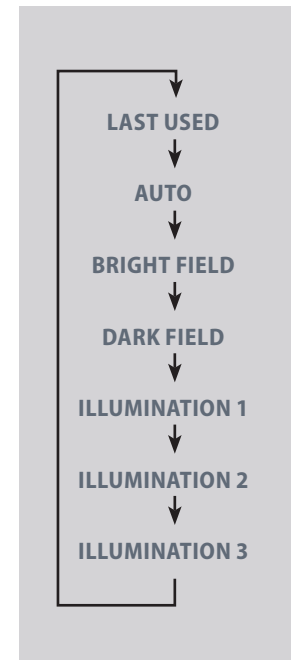 LAST USED
AUTO
BRIGHT FIELD
DARK FIELD
ILLUMINATION 1
ILLUMINATION 2
ILLUMINATION 3